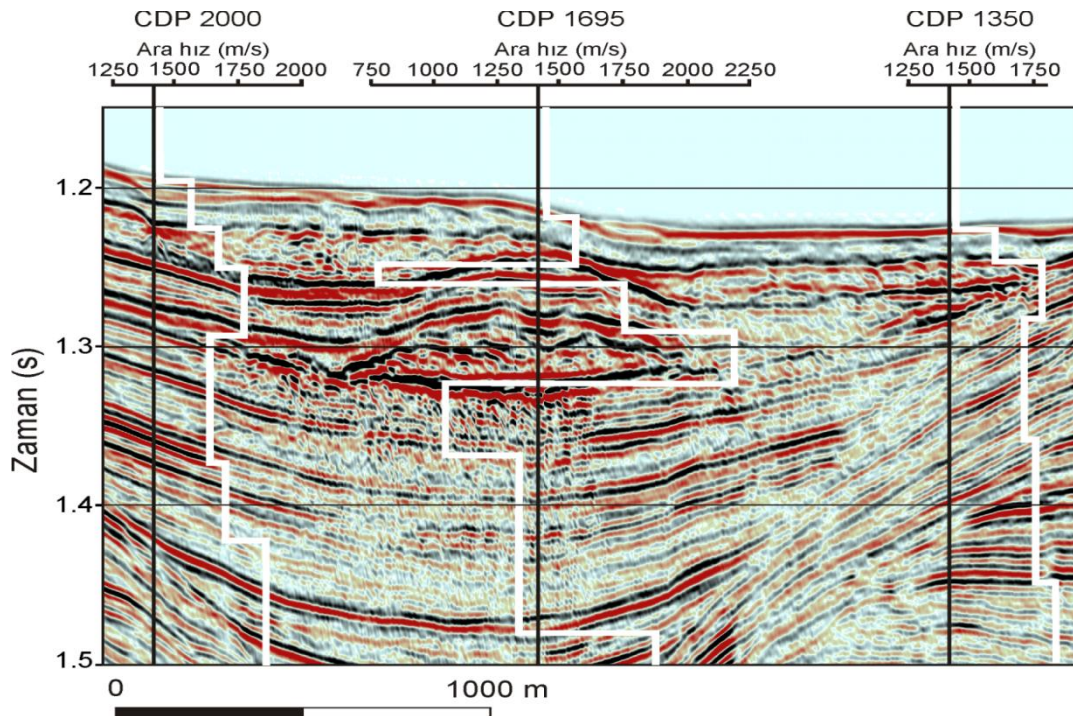 CDP 2000 CDP 1695 CDP 1350
Ara hız (m/s) Ara hız (m/s) Ara hız (m/s)
1250 1500 1750 2000 750 1000 1250 1500 1750 2000 2250 1250 1500 1750
1.2
1.3
Zaman (s)
1.4
1.5
0 1000 m